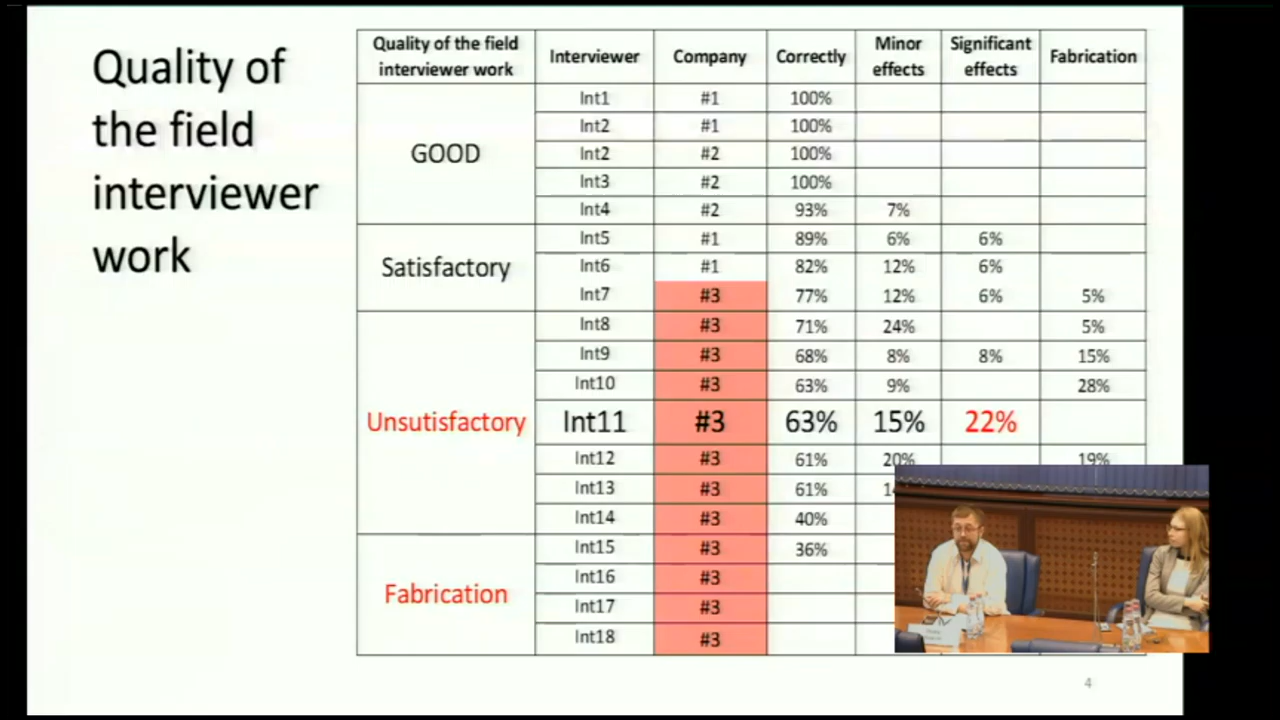 Quality of
the field
interviewer
work
Quality of the field interviewer work Interviewer Company Correctly Minor effects Significant effects Fabrication
GOOD
Int1 #1 100%
Int2 #1 100%
Int2 #2 100%
Int3 #2 100%
Int4 #2 93% 7%
Satisfactory
Int5 #1 89% 6% 6%
Int6 #1 82% 12% 6%
Int7 #3 77% 12% 6% 5%
Unsutisfactory
Int8 #3 71% 24% 5%
Int9 #3 68% 8% 8% 15%
Int10 #3 63% 9% 28%
Int11 #3 63% 15% 22%
Int12 #3 61% 20% 19%
Int13 #3 61%
Int14 #3 40%
Fabrication
Int15 #3 36%
Int16 #3
Int17 #3
Int18 #3
4